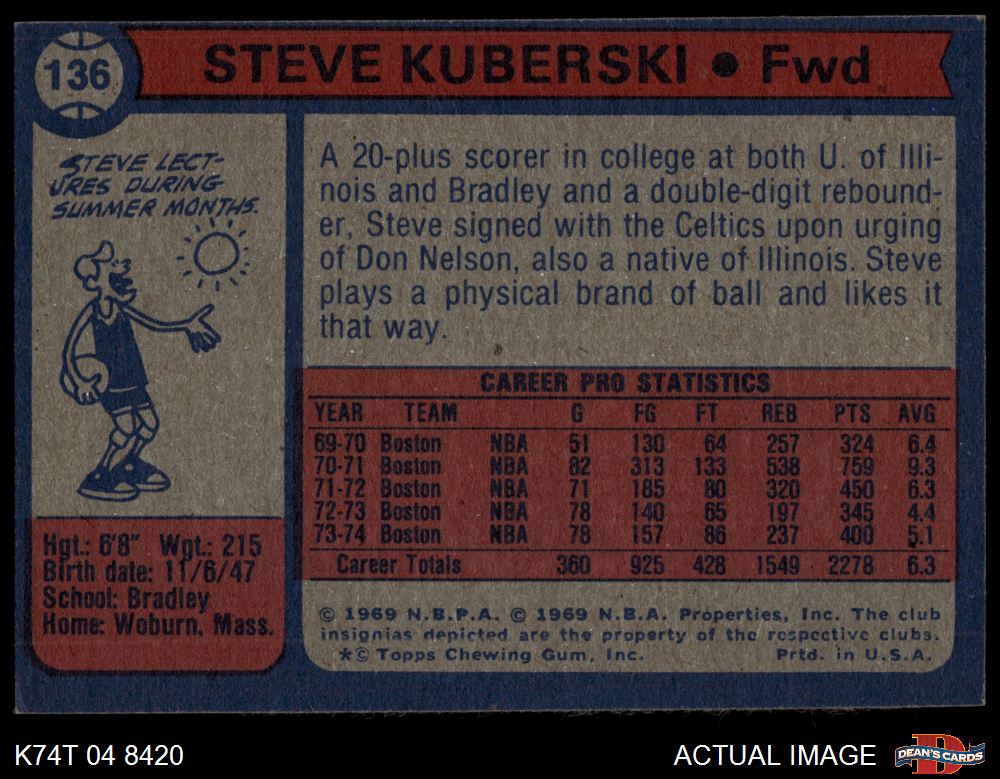 136
STEVE KUBERSKI ● Fwd
STEVE LECT-
URES DURING
SUMMER MONTHS.
A 20-plus scorer in college at both U. of Illi-
nois and Bradley and a double-digit rebound-
er, Steve signed with the Celtics upon urging
of Don Nelson, also a native of Illinois. Steve
plays a physical brand of ball and likes it
that way.
CAREER PRO STATISTICS
YEAR TEAM G FG FT REB PTS AVG
69-70 Boston NBA 51 130 64 257 324 6.4
70-71 Boston NBA 82 313 133 538 759 9.3
71-72 Boston NBA 71 185 80 320 450 6.3
72-73 Boston NBA 78 140 65 197 345 4.4
73-74 Boston NBA 78 157 86 237 400 5.1
Career Totals 360 925 428 1549 2278 6.3
Hgt.: 6'8" Wgt.: 215
Birth date: 11/6/47
School: Bradley
Home: Woburn, Mass.
© 1969 N.B.P.A. © 1969 N.B.A. Properties, Inc. The club
insignias depicted are the property of the respective clubs.
*© Topps Chewing Gum, Inc. Prtd. in U.S.A.
K74T 04 8420
ACTUAL IMAGE
D
DEAN'S CARDS